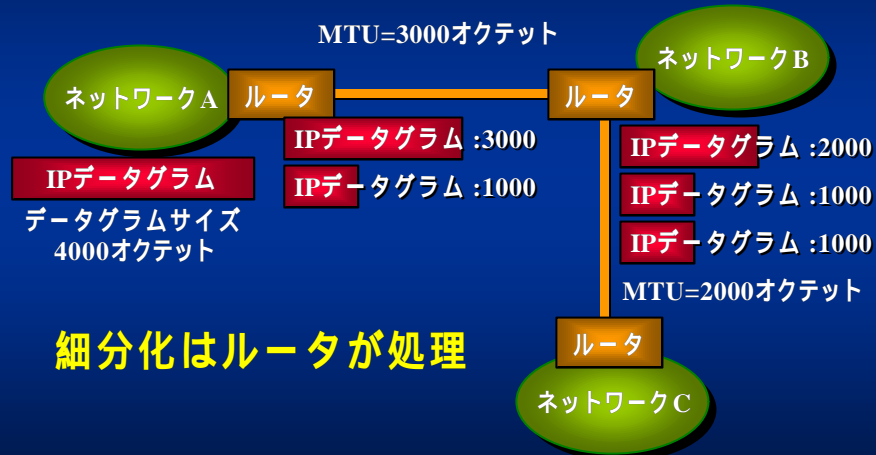 MTU=3000オクテット
ネットワークA
ルータ
ルータ
ネットワークB
IPデータグラム
データグラムサイズ
4000オクテット
IPデータグラム:3000
IPデータグラム:1000
IPデータグラム:2000
IPデータグラム:1000
IPデータグラム:1000
MTU=2000オクテット
細分化はルータが処理
ルータ
ネットワークC